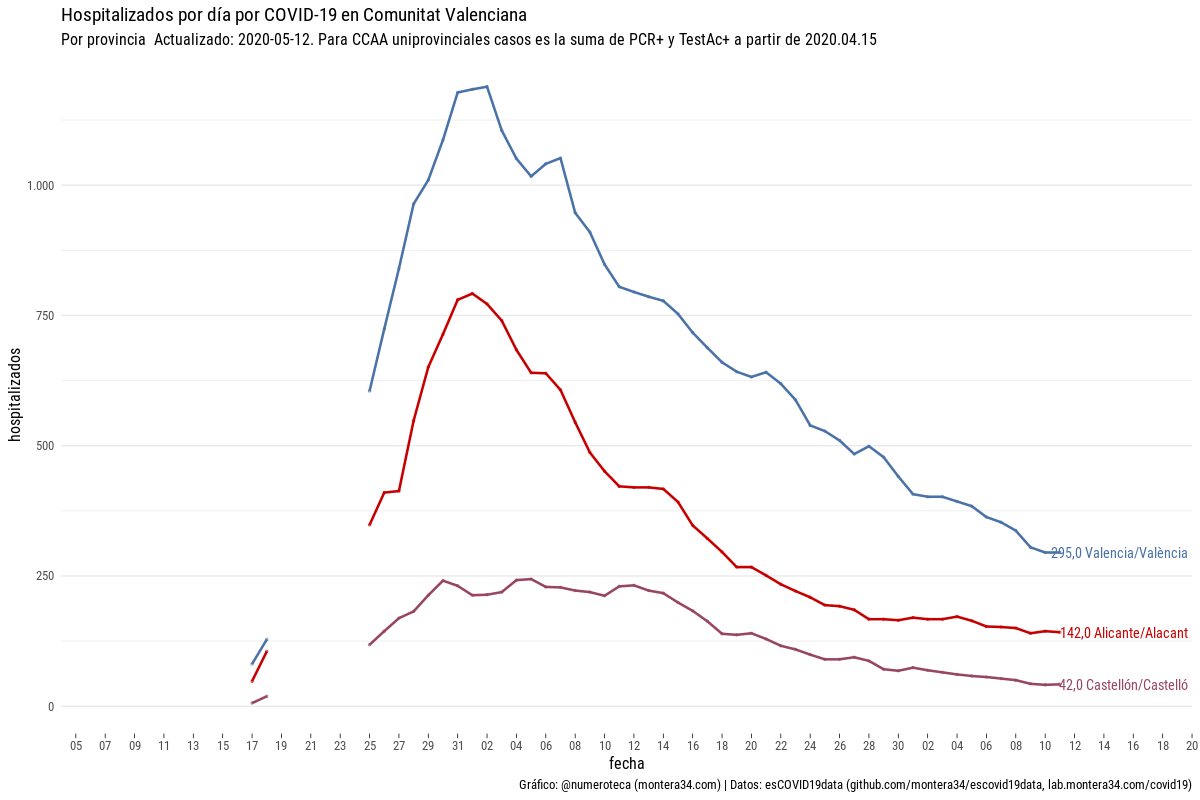 Hospitalizados por día por COVID-19 en Comunitat Valenciana
Por provincia  Actualizado: 2020-05-12. Para CCAA uniprovinciales casos es la suma de PCR+ y TestAc+ a partir de 2020.04.15
hospitalizados
1.000
750
500
250
0
295,0 Valencia/València
142,0 Alicante/Alacant
42,0 Castellón/Castelló
05 07 09 11 13 15 17 19 21 23 25 27 29 31 02 04 06 08 10 12 14 16 18 20 22 24 26 28 30 02 04 06 08 10 12 14 16 18 20
fecha
Gráfico: @numeroteca (montera34.com) | Datos: esCOVID19data (github.com/montera34/escovid19data, lab.montera34.com/covid19)